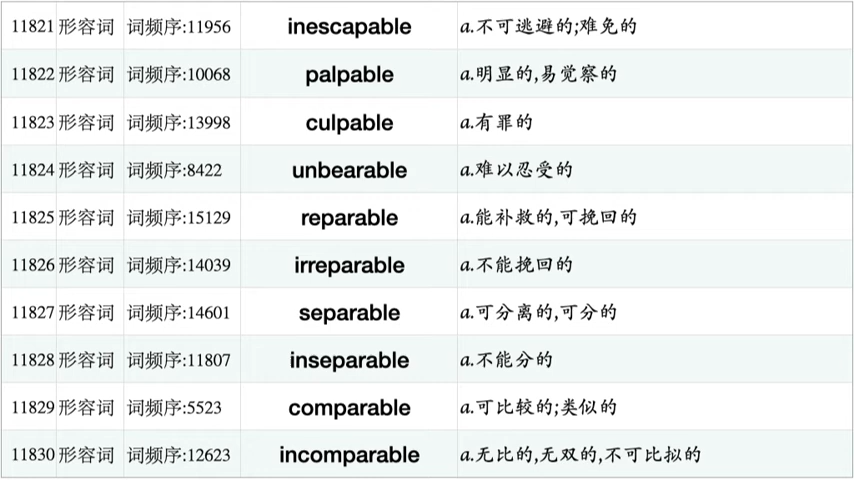 11821 形容词 词频序:11956 inescapable a.不可逃避的;难免的
11822 形容词 词频序:10068 palpable a.明显的,易觉察的
11823 形容词 词频序:13998 culpable a.有罪的
11824 形容词 词频序:8422 unbearable a.难以忍受的
11825 形容词 词频序:15129 reparable a.能补救的,可挽回的
11826 形容词 词频序:14039 irreparable a.不能挽回的
11827 形容词 词频序:14601 separable a.可分离的,可分的
11828 形容词 词频序:11807 inseparable a.不能分的
11829 形容词 词频序:5523 comparable a.可比较的;类似的
11830 形容词 词频序:12623 incomparable a.无比的,无双的,不可比拟的